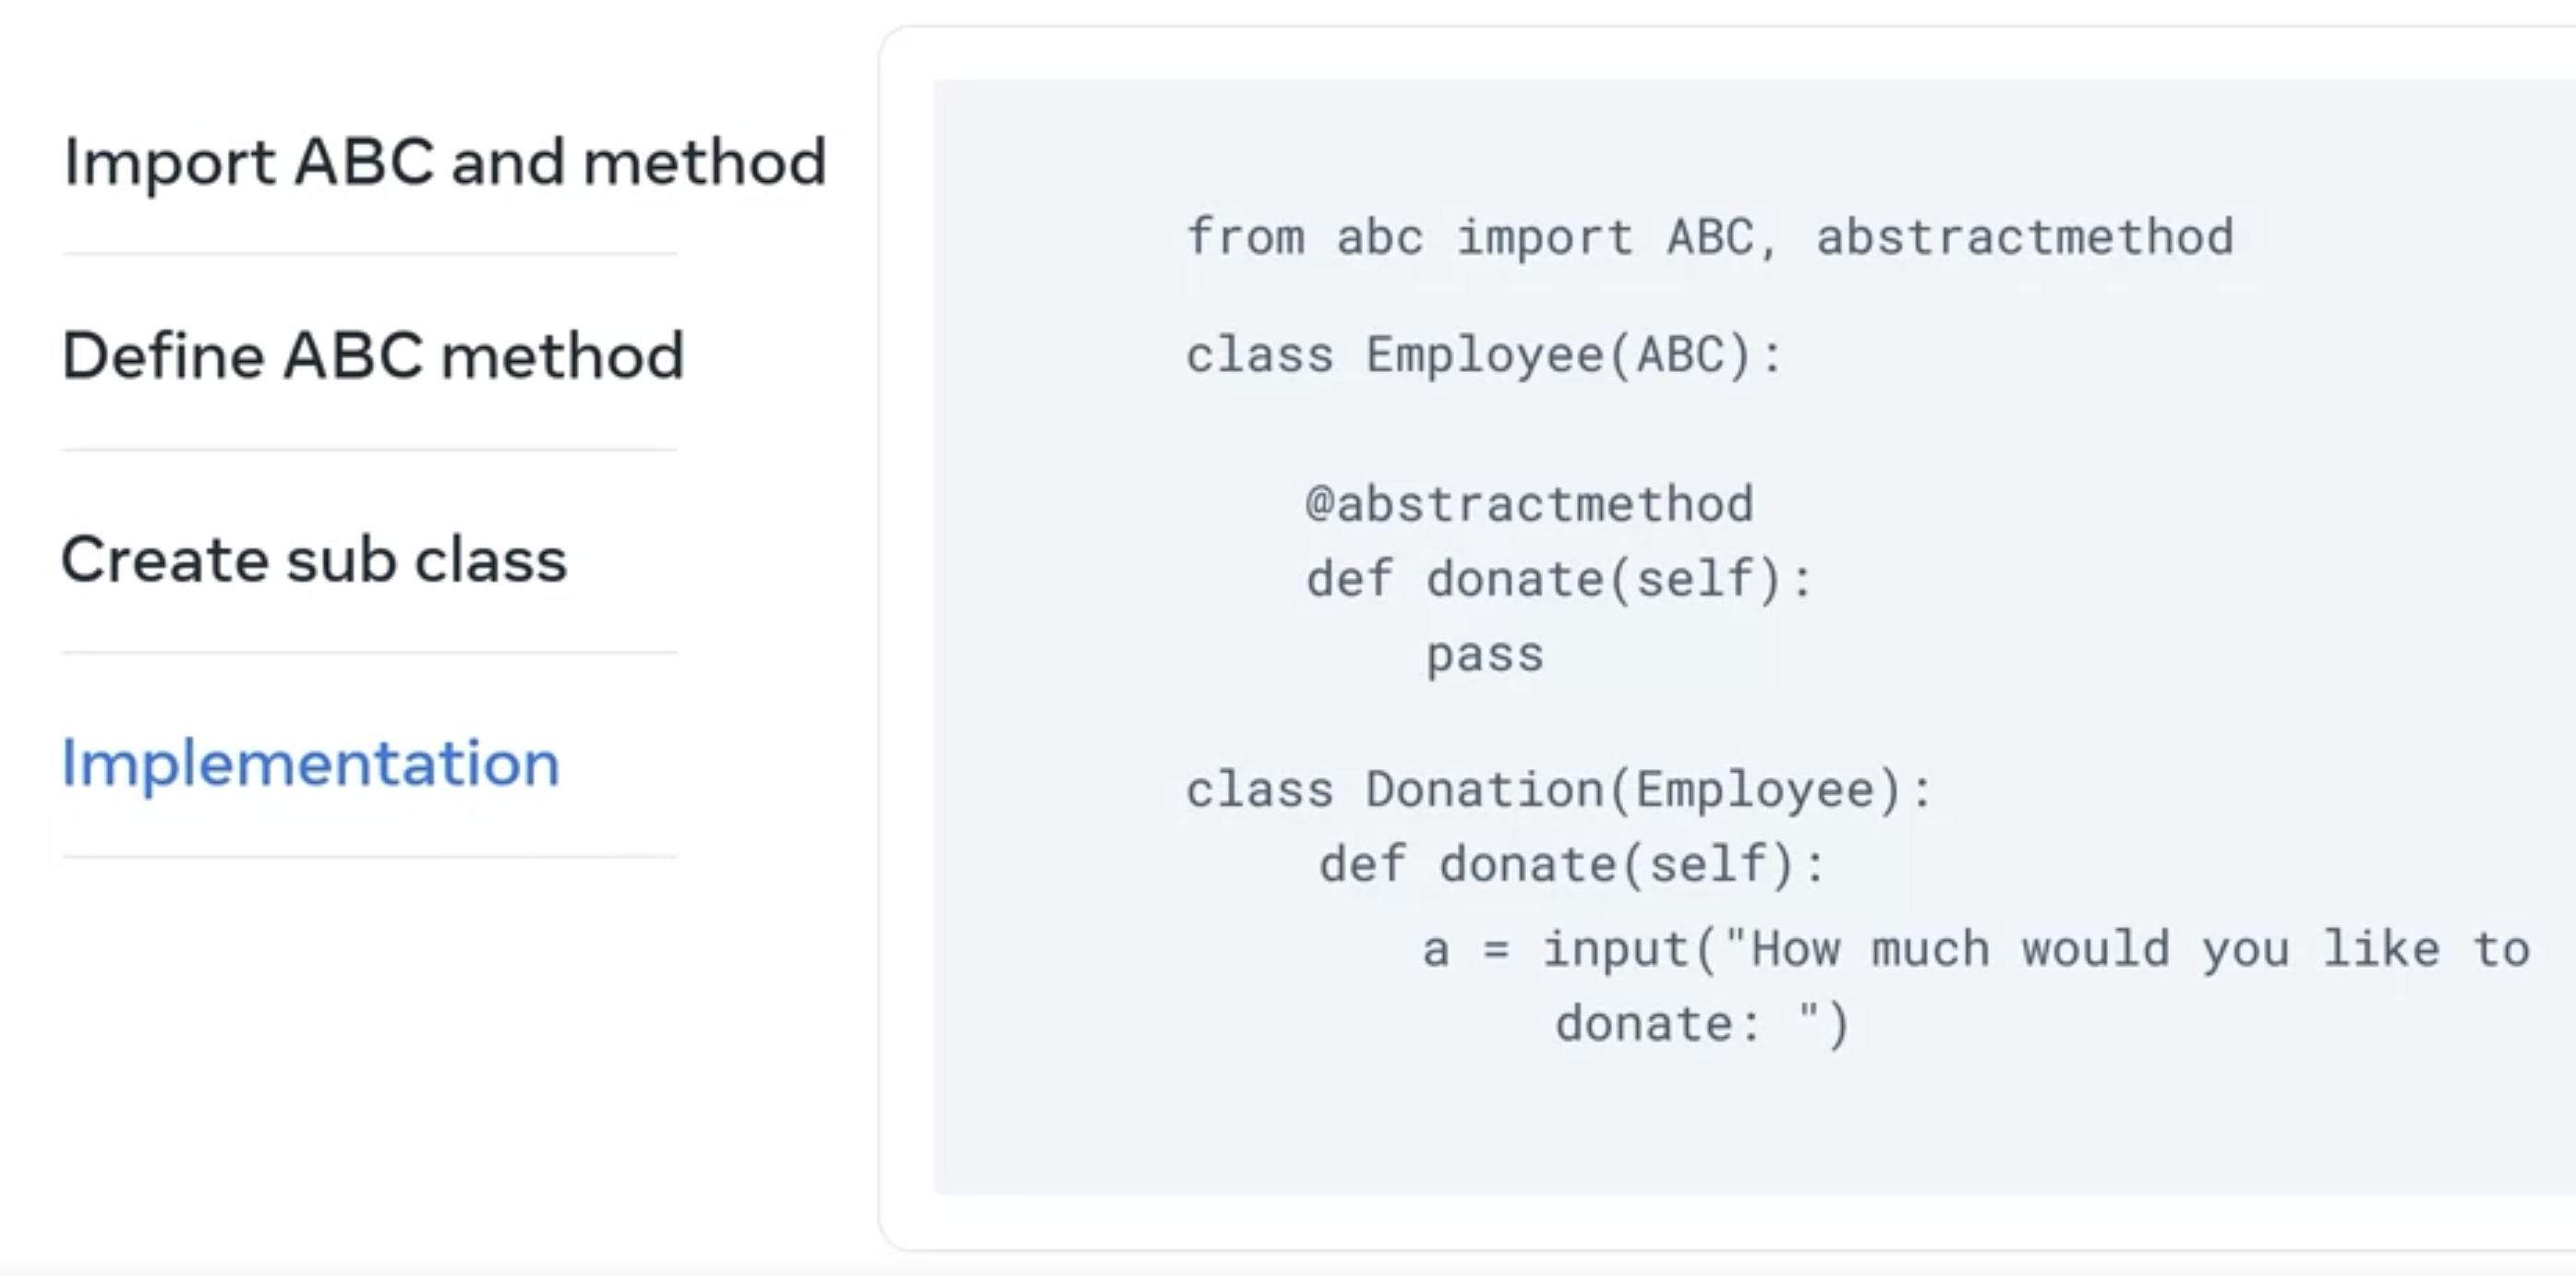 Import ABC and method
Define ABC method
Create sub class
Implementation
from abc import ABC, abstractmethod
class Employee(ABC):
@abstractmethod
def donate(self):
pass
class Donation(Employee):
def donate(self):
a = input("How much would you like to
donate: ")